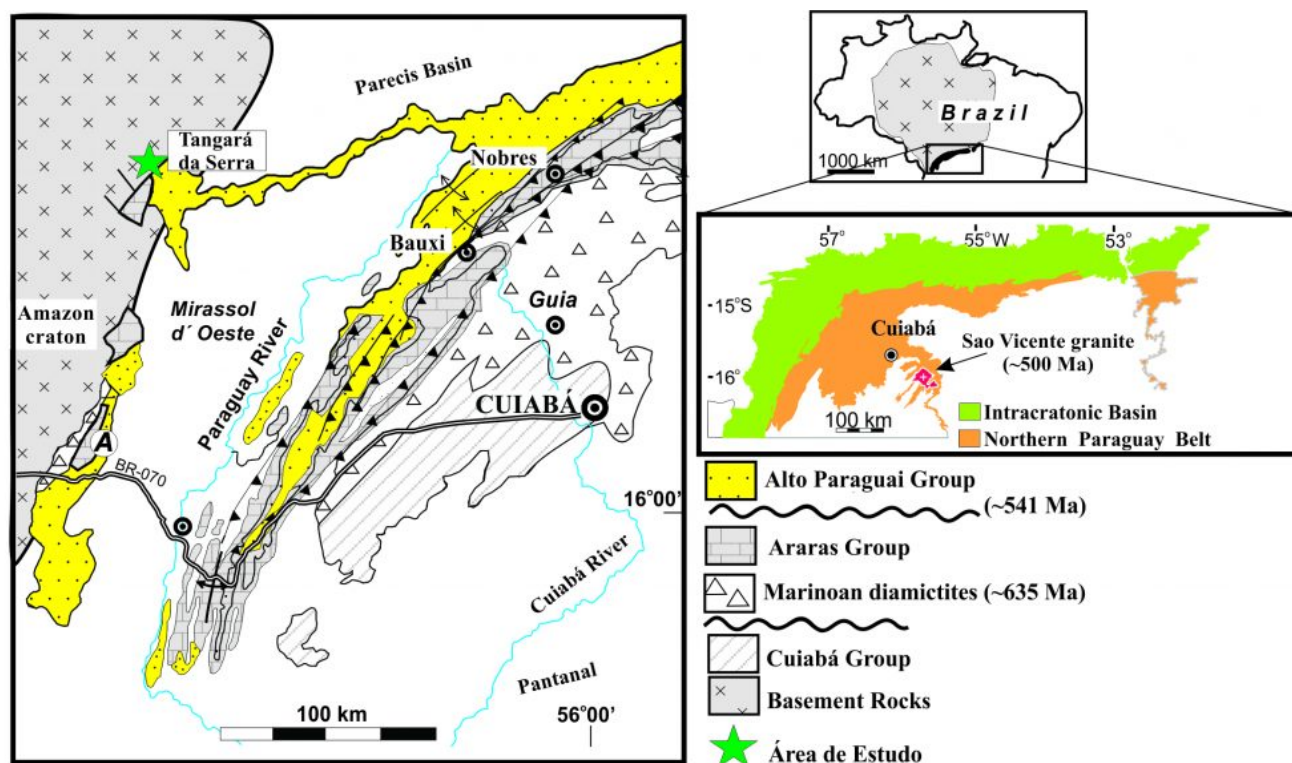 Parecis Basin
Tangará
da Serra
Nobres
Bauxi
Mirassol
d´ Oeste
Guia
Amazon
craton
Paraguay River
CUIABÁ
A
BR-070
16°00’
Cuiabá River
Pantanal
100 km
56°00’
Brazil
1000 km
57°
55°W
53°
-15°S
Cuiabá
Sao Vicente granite
(~500 Ma)
-16°
100 km
Intracratonic Basin
Northern Paraguay Belt
Alto Paraguai Group
(~541 Ma)
Araras Group
Marinoan diamictites (~635 Ma)
Cuiabá Group
Basement Rocks
Área de Estudo